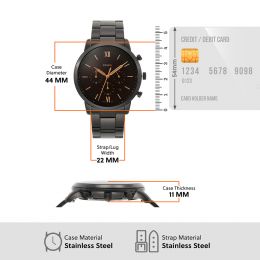 CREDIT / DEBIT CARD
Case
Diameter
44 MM
54mm
1234 5678 9098
0123
CARD HOLDER NAME
Strap/Lug
Width
22 MM
Case Thickness
11 MM
Case Material
Stainless Steel
Strap Material
Stainless Steel